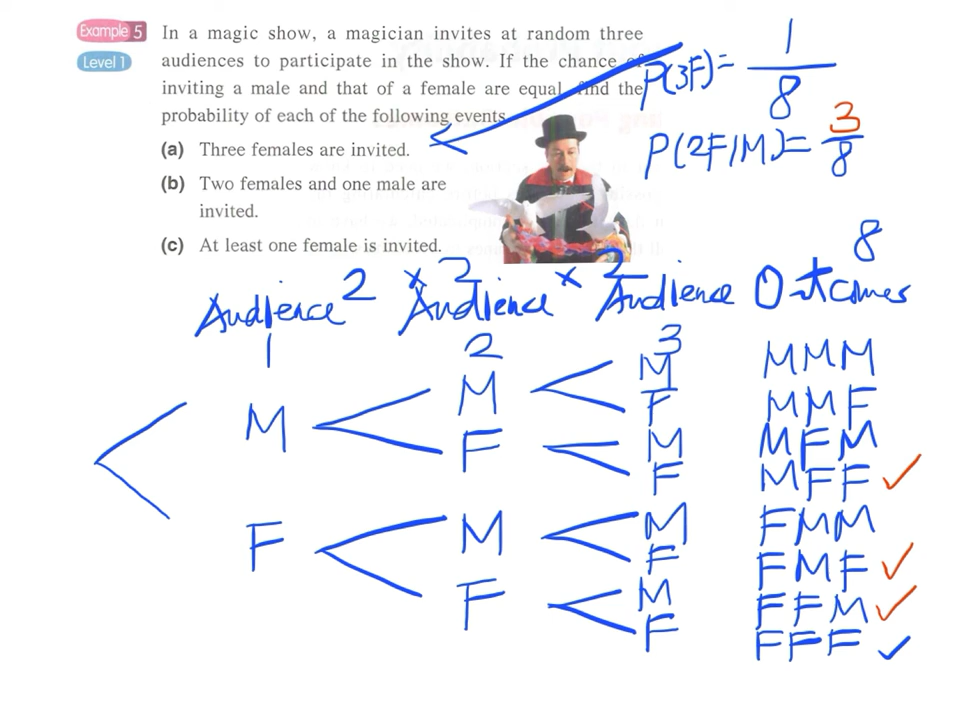 Example 5 In a magic show, a magician invites at random three
Level 1 audiences to participate in the show. If the chance of
inviting a male and that of a female are equal, find the
probability of each of the following events.
(a) Three females are invited.
(b) Two females and one male are
invited.
(c) At least one female is invited.
P(3F)= 1/8
P(2F1M)= 3/8
8
2 × 2 × 2
Audience Audience Audience Outcomes
1 2 3
M M M MMM
F MMF
F M MFM
F MFF ✓
F M M FMM
F FMF ✓
F M FFM ✓
F FFF ✓